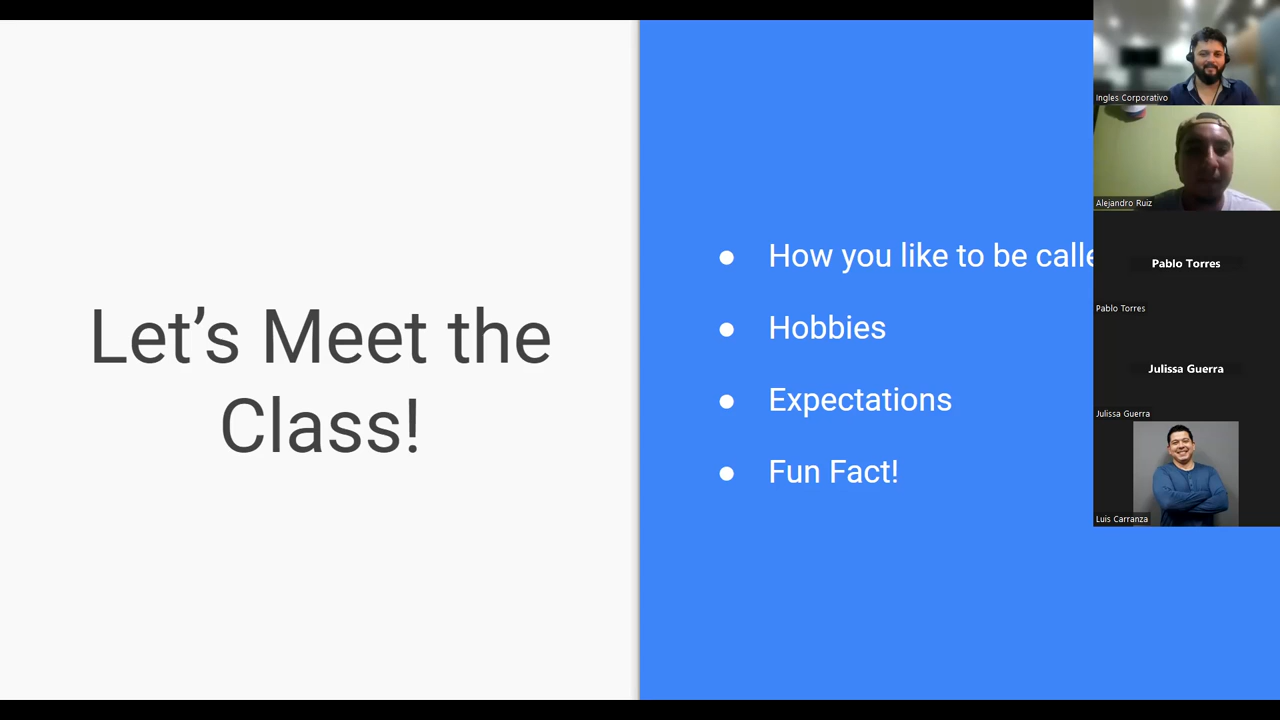 Let's Meet the
Class!
● How you like to be calle
● Hobbies
● Expectations
● Fun Fact!
Ingles Corporativo
Alejandro Ruiz
Pablo Torres
Pablo Torres
Julissa Guerra
Julissa Guerra
Luis Carranza